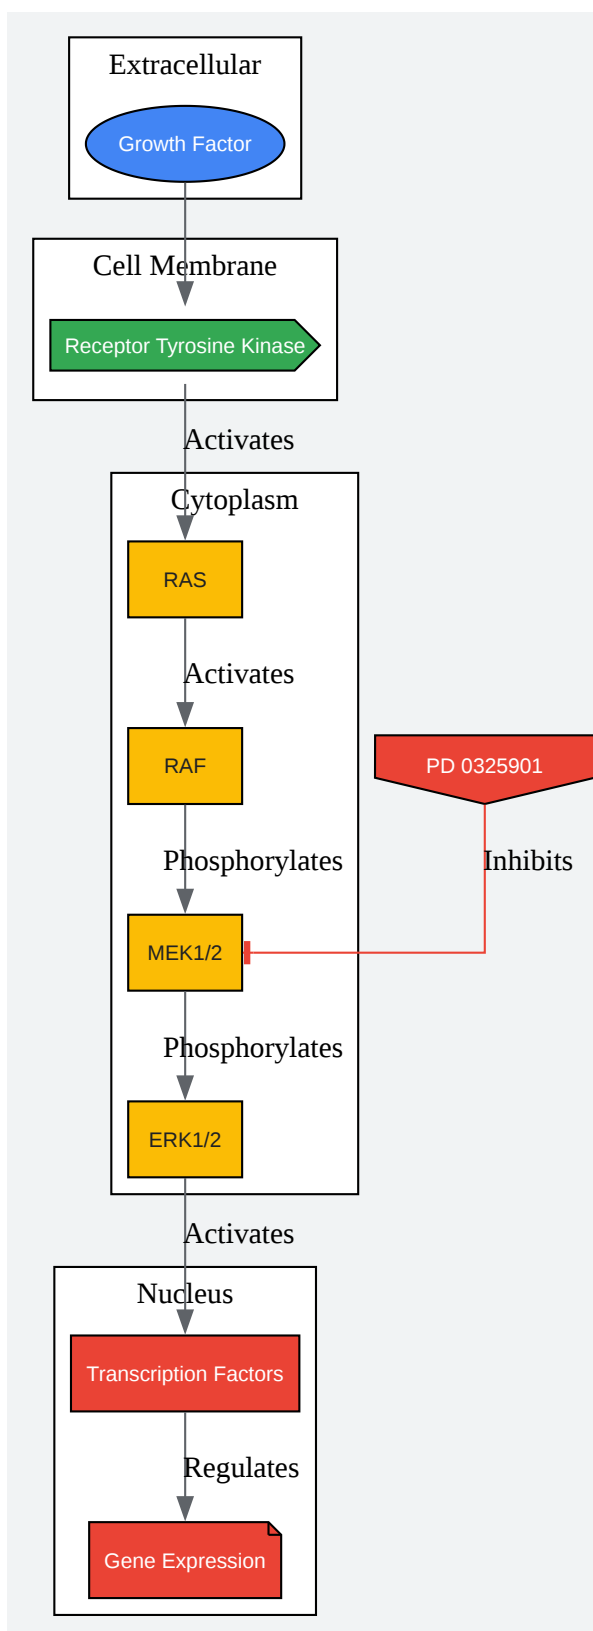 Extracellular
Growth Factor
Cell Membrane
Receptor Tyrosine Kinase
Activates
Cytoplasm
RAS
Activates
RAF
PD 0325901
Phosphorylates
Inhibits
MEK1/2
Phosphorylates
ERK1/2
Activates
Nucleus
Transcription Factors
Regulates
Gene Expression